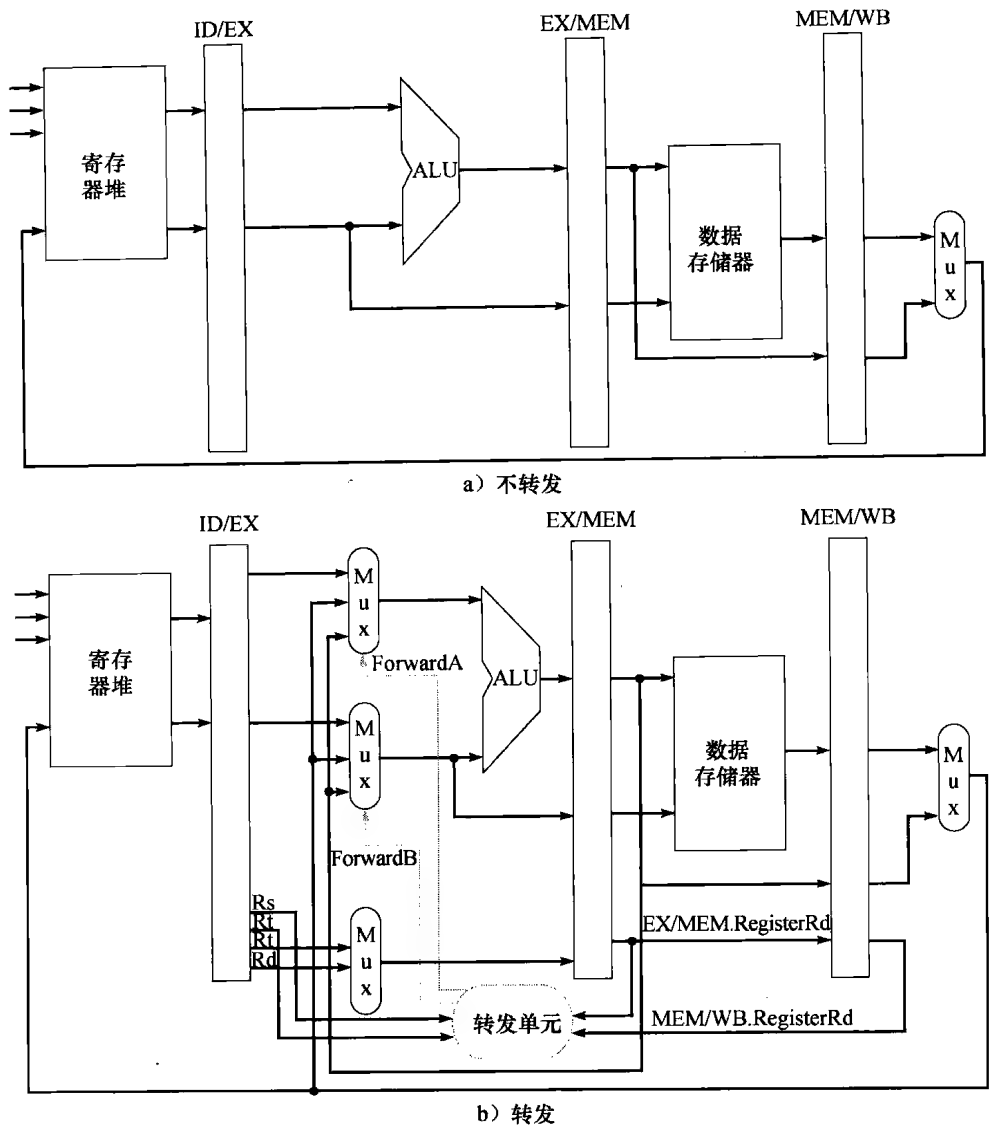 ID/EX
EX/MEM
MEM/WB
寄存
器堆
ALU
数据
存储器
M
u
x
a）不转发
ID/EX
EX/MEM
MEM/WB
寄存
器堆
M
u
x
ForwardA
ALU
M
u
x
数据
存储器
M
u
x
ForwardB
Rs
Rt
Rt
Rd
M
u
x
EX/MEM.RegisterRd
转发单元
MEM/WB.RegisterRd
b）转发